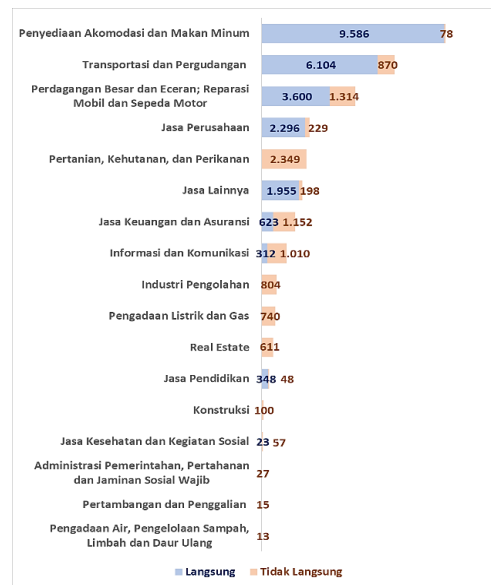 Penyediaan Akomodasi dan Makan Minum 9.586 78
Transportasi dan Pergudangan 6.104 870
Perdagangan Besar dan Eceran; Reparasi
Mobil dan Sepeda Motor 3.600 1.314
Jasa Perusahaan 2.296 229
Pertanian, Kehutanan, dan Perikanan 2.349
Jasa Lainnya 1.955 198
Jasa Keuangan dan Asuransi 623 1.152
Informasi dan Komunikasi 312 1.010
Industri Pengolahan 804
Pengadaan Listrik dan Gas 740
Real Estate 611
Jasa Pendidikan 348 48
Konstruksi 100
Jasa Kesehatan dan Kegiatan Sosial 23 57
Administrasi Pemerintahan, Pertahanan
dan Jaminan Sosial Wajib 27
Pertambangan dan Penggalian 15
Pengadaan Air, Pengelolaan Sampah,
Limbah dan Daur Ulang 13
Langsung Tidak Langsung